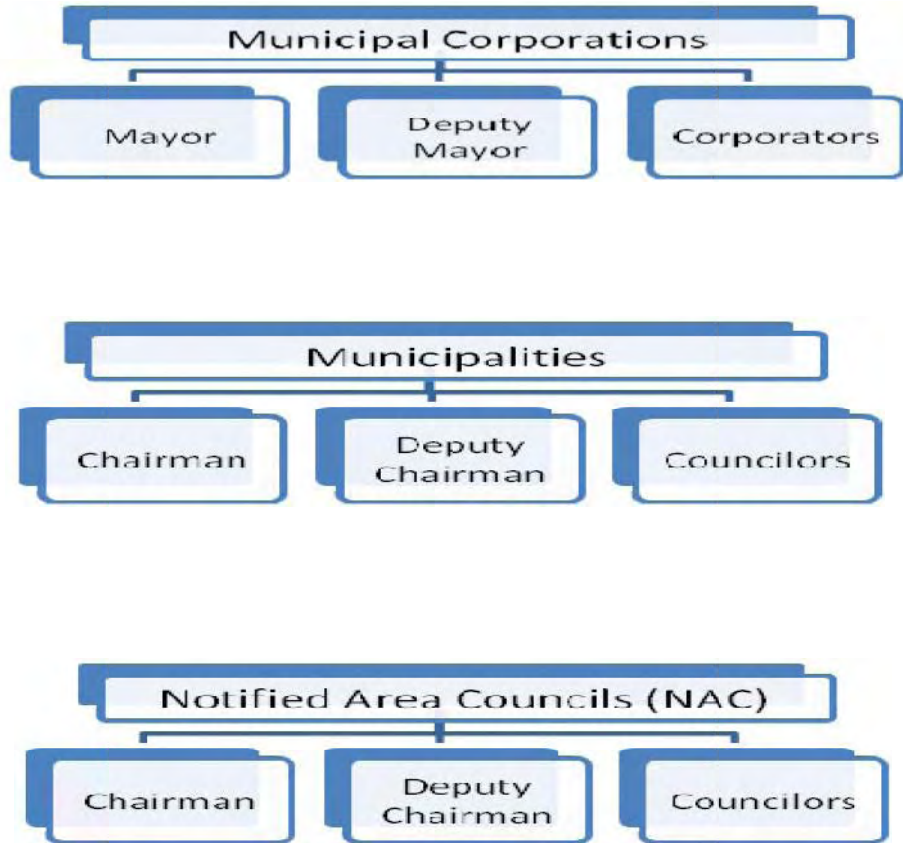 Municipal Corporations
Mayor
Deputy
Mayor
Corporators
Municipalities
Chairman
Deputy
Chairman
Councilors
Notified Area Councils (NAC)
Chairman
Deputy
Chairman
Councilors